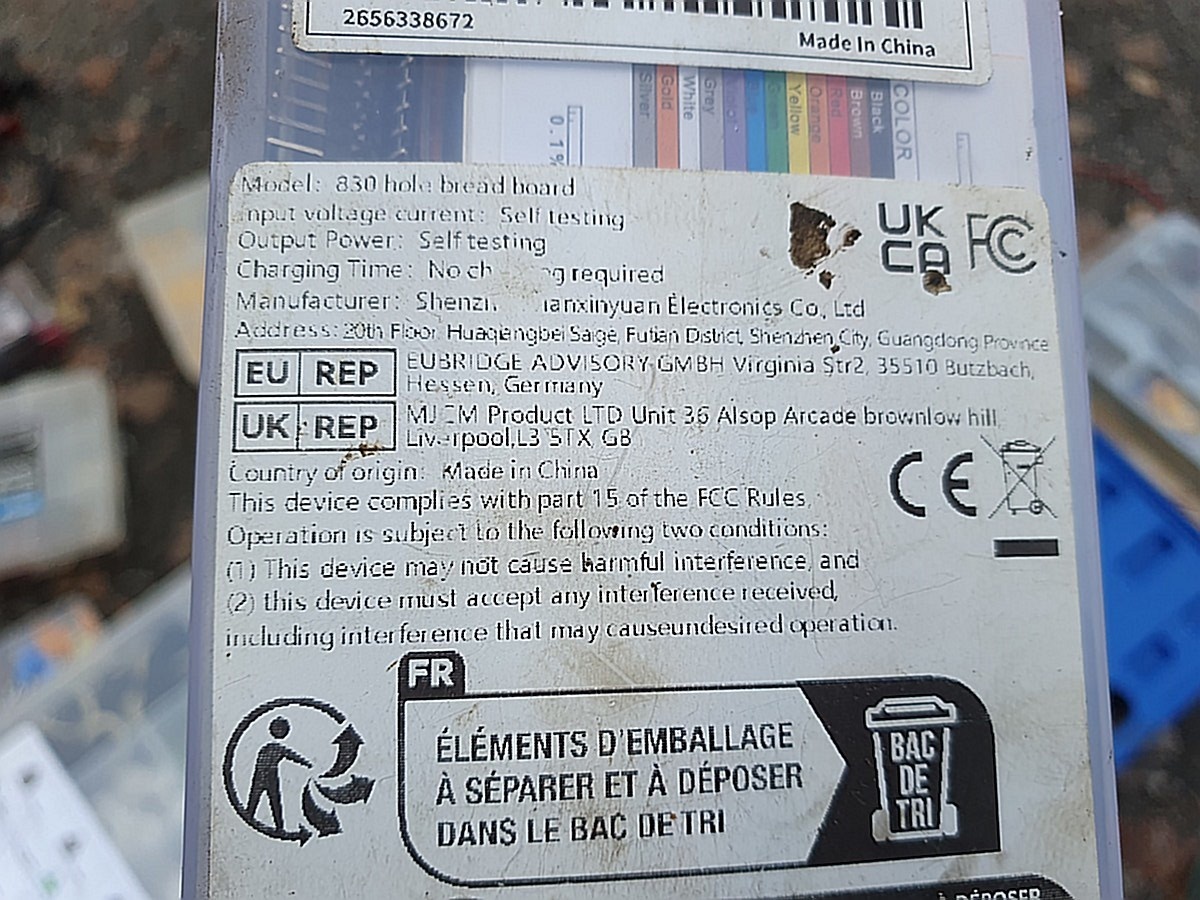 2656338672
Made In China
COLOR
Black
Brown
Red
Orange
Yellow
Green
Grey
White
Gold
Silver
0.1%
Model: 830 hole bread board
Input voltage current: Self testing
Output Power: Self testing
Charging Time: No required
Manufacturer: Electronics Co, Ltd
Address: 20th Floor Huaqiangbei Saige, Futian District, Shenzhen City, Guangdong Province
EU REP
EUBRIDGE ADVISORY GMBH Virginia Str2, 35510 Butzbach,
Hessen, Germany
UK REP
Product LTD Unit 36 Alsop Arcade brownlow hill
Liverpool,L3 5TX GB
Country of origin: Made in China
This device complies with part 15 of the FCC Rules.
Operation is subject to the following two conditions:
(1) This device may not cause harmful interference, and
(2) this device must accept any interference received,
including interference that may causeundesired operation.
UK
CA
FC
CE
FR
ÉLÉMENTS D'EMBALLAGE
À SÉPARER ET À DÉPOSER
DANS LE BAC DE TRI
BAC
DE
TRI
À DÉPOSER